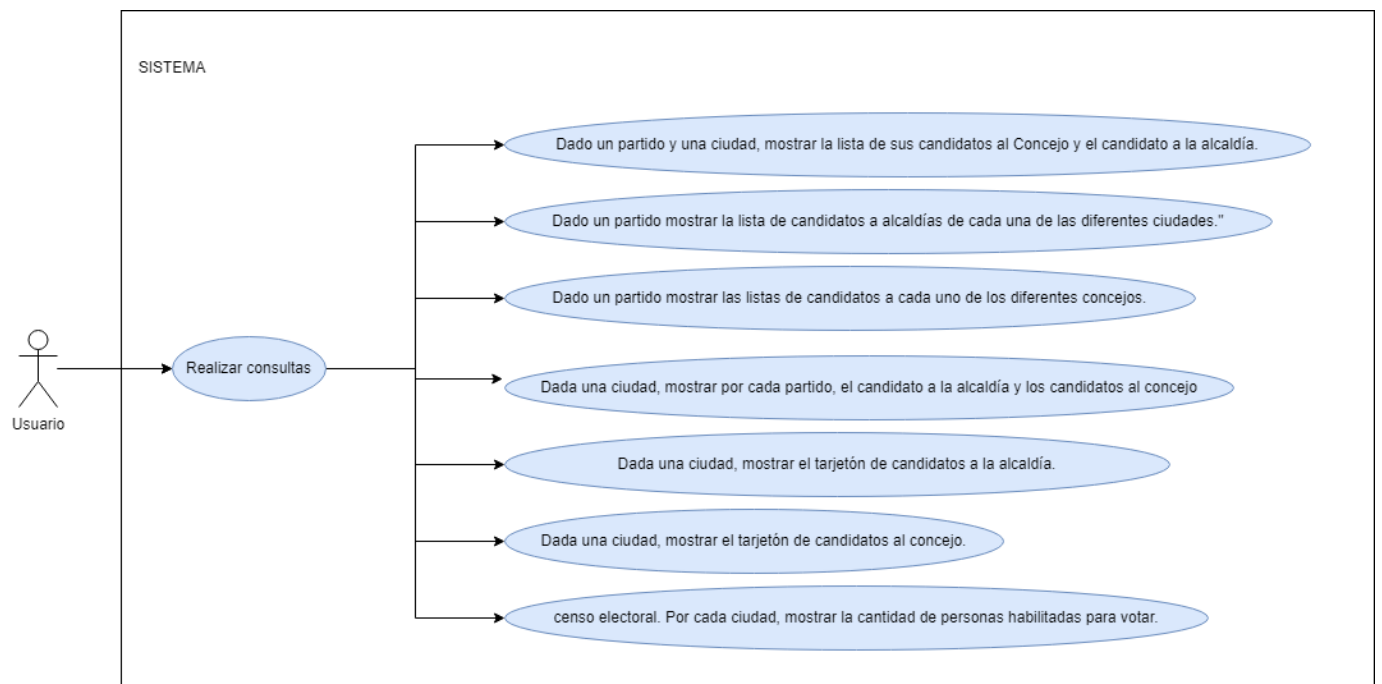 SISTEMA
Dado un partido y una ciudad, mostrar la lista de sus candidatos al Concejo y el candidato a la alcaldía.
Dado un partido mostrar la lista de candidatos a alcaldías de cada una de las diferentes ciudades."
Dado un partido mostrar las listas de candidatos a cada uno de los diferentes concejos.
Realizar consultas
Dada una ciudad, mostrar por cada partido, el candidato a la alcaldía y los candidatos al concejo
Usuario
Dada una ciudad, mostrar el tarjetón de candidatos a la alcaldía.
Dada una ciudad, mostrar el tarjetón de candidatos al concejo.
censo electoral. Por cada ciudad, mostrar la cantidad de personas habilitadas para votar.